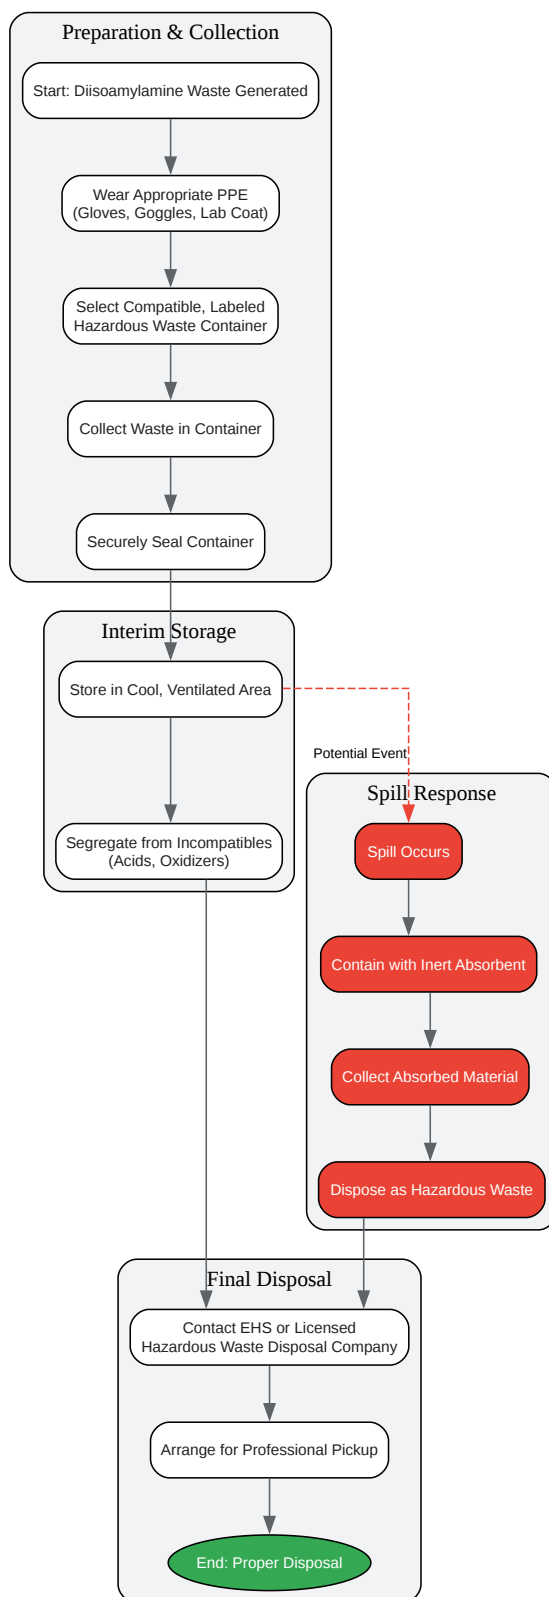 Preparation & Collection
Start: Diisoamylamine Waste Generated
Wear Appropriate PPE
(Gloves, Goggles, Lab Coat)
Select Compatible, Labeled
Hazardous Waste Container
Collect Waste in Container
Securely Seal Container
Interim Storage
Store in Cool, Ventilated Area
Potential Event
Segregate from Incompatibles
(Acids, Oxidizers)
Spill Response
Spill Occurs
Contain with Inert Absorbent
Collect Absorbed Material
Dispose as Hazardous Waste
Final Disposal
Contact EHS or Licensed
Hazardous Waste Disposal Company
Arrange for Professional Pickup
End: Proper Disposal